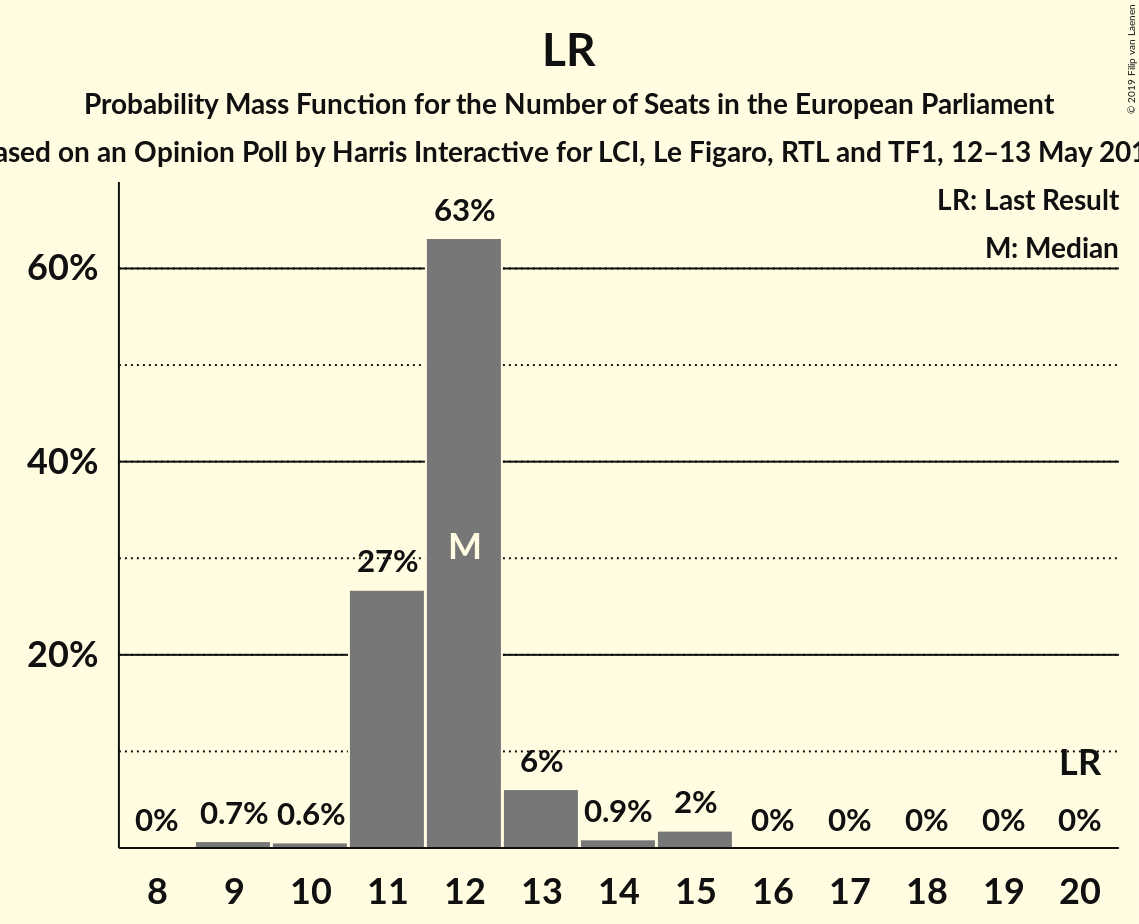 LR
Probability Mass Function for the Number of Seats in the European Parliament
ased on an Opinion Poll by Harris Interactive for LCI, Le Figaro, RTL and TF1, 12–13 May 201
© 2019 Filip van Laenen
LR: Last Result
M: Median
60%
40%
20%
0%
0.7%
0.6%
27%
63%
M
6%
0.9%
2%
0%
0%
0%
0%
0%
LR
8 9 10 11 12 13 14 15 16 17 18 19 20